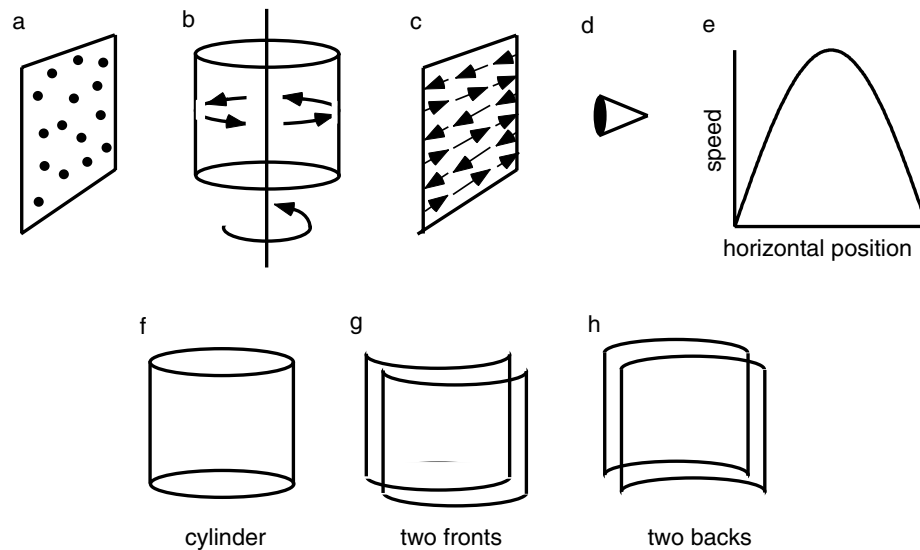 a
b
c
d
e
speed
horizontal position
f
g
h
cylinder
two fronts
two backs